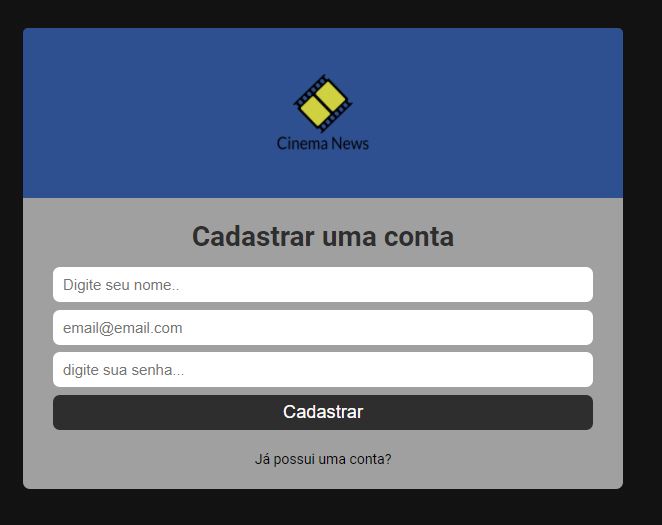 Cinema News
Cadastrar uma conta
Digite seu nome..
email@email.com
digite sua senha...
Cadastrar
Já possui uma conta?